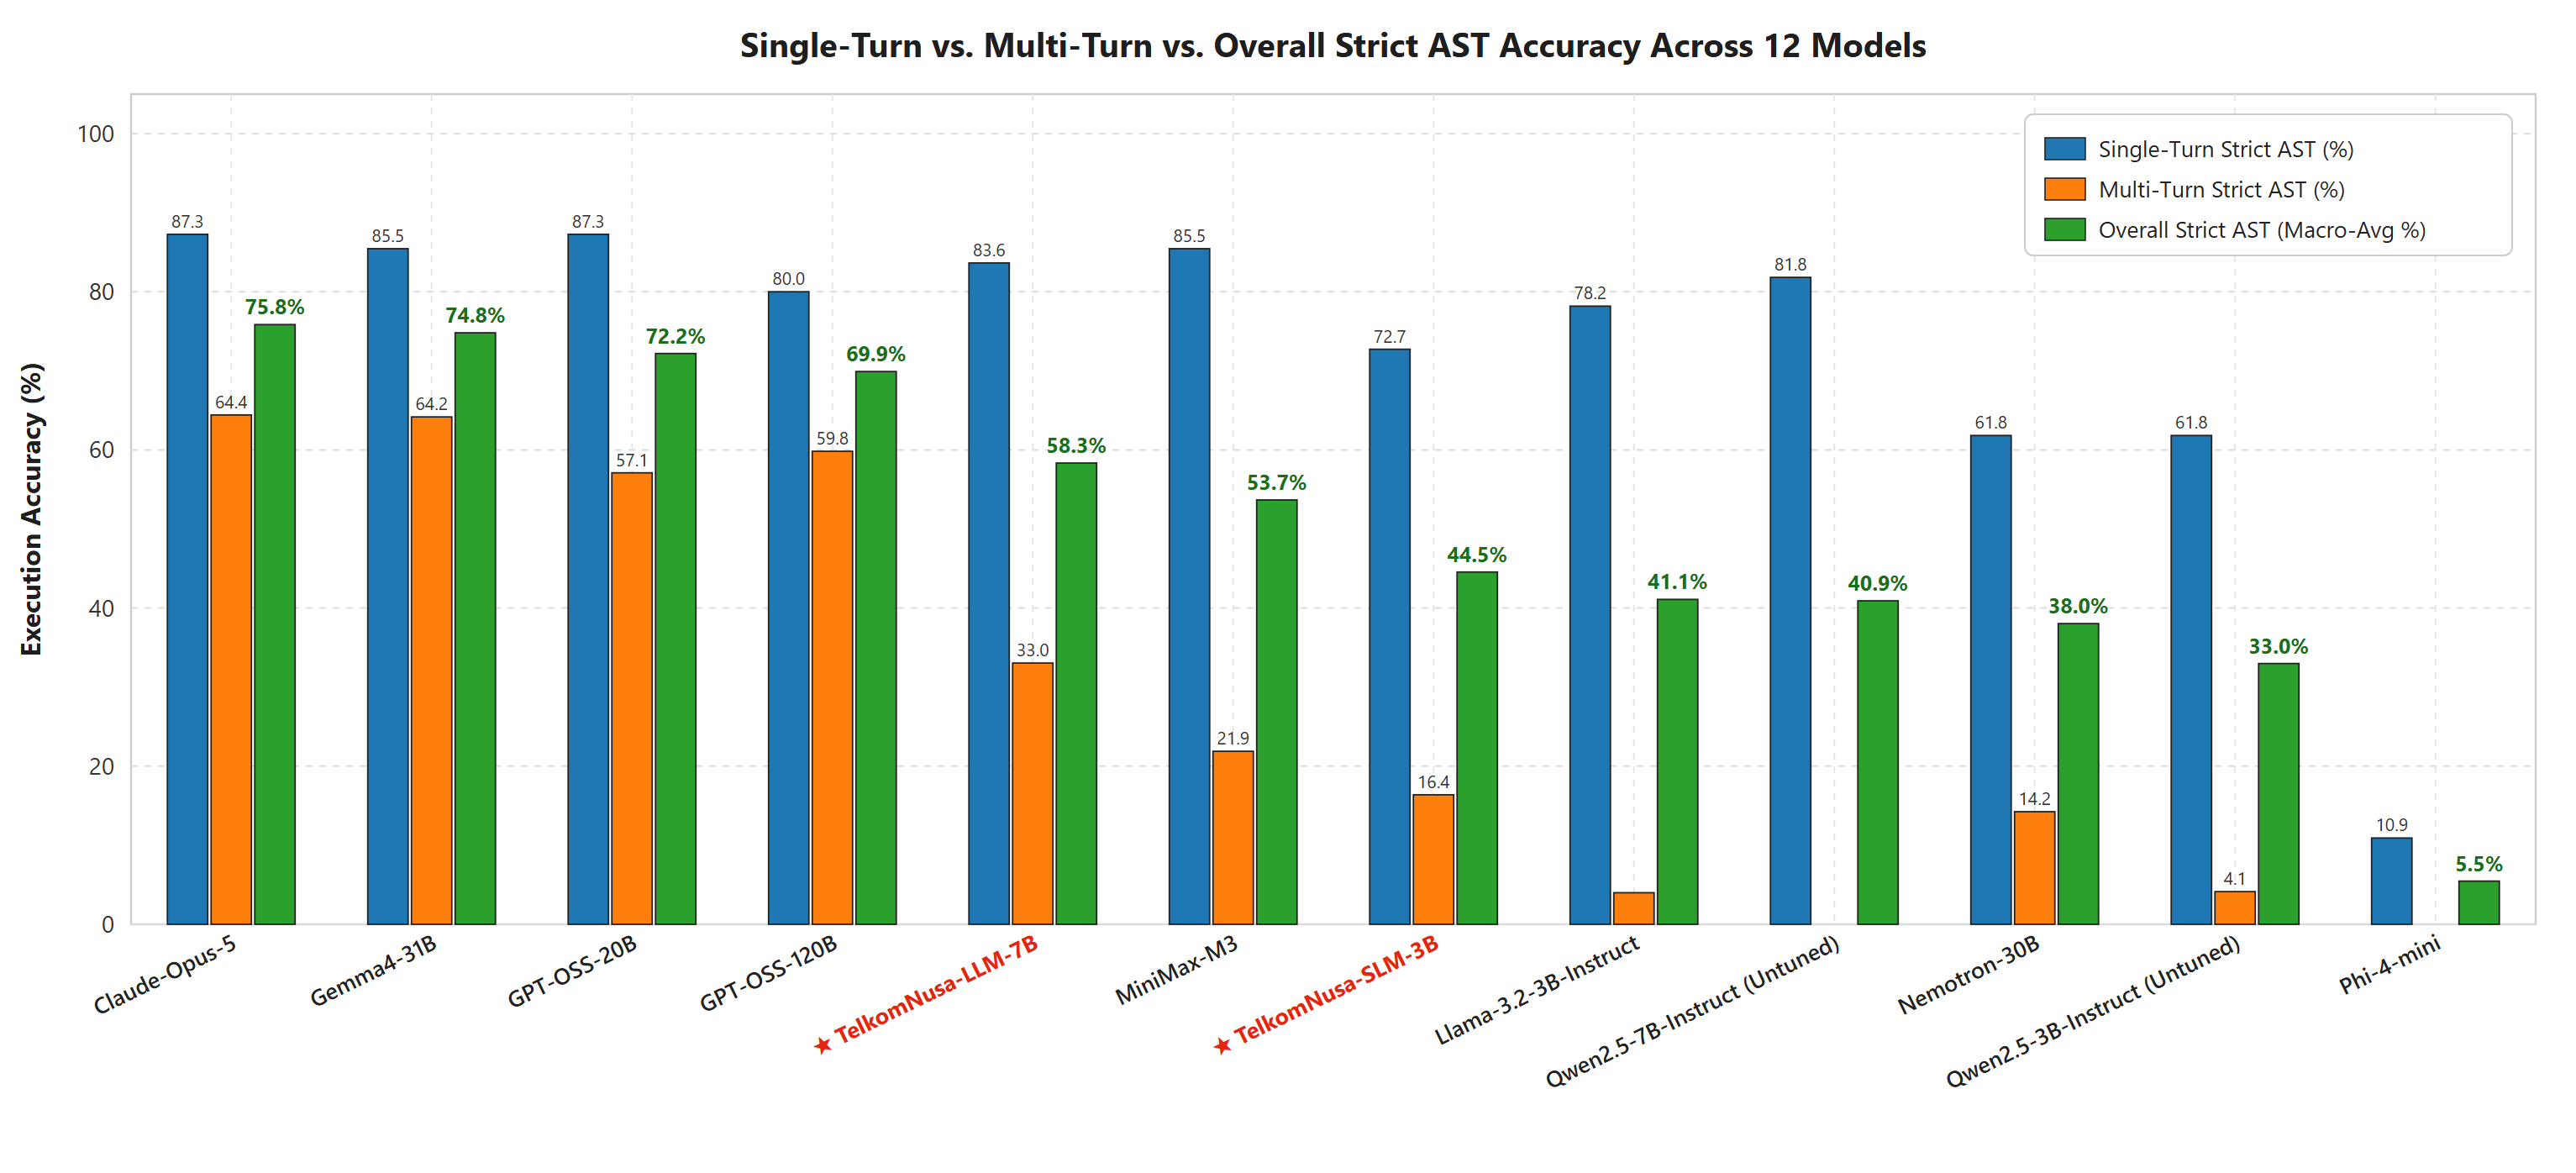 Single-Turn vs. Multi-Turn vs. Overall Strict AST Accuracy Across 12 Models
Single-Turn Strict AST (%)
Multi-Turn Strict AST (%)
Overall Strict AST (Macro-Avg %)
Execution Accuracy (%)
100
80
60
40
20
0
87.3
64.4
75.8%
85.5
64.2
74.8%
87.3
57.1
72.2%
80.0
59.8
69.9%
83.6
33.0
58.3%
85.5
21.9
53.7%
72.7
16.4
44.5%
78.2
41.1%
81.8
40.9%
61.8
14.2
38.0%
61.8
4.1
33.0%
10.9
5.5%
Claude-Opus-5
Gemma4-31B
GPT-OSS-20B
GPT-OSS-120B
★ TelkomNusa-LLM-7B
MiniMax-M3
★ TelkomNusa-SLM-3B
Llama-3.2-3B-Instruct
Qwen2.5-7B-Instruct (Untuned)
Nemotron-30B
Qwen2.5-3B-Instruct (Untuned)
Phi-4-mini